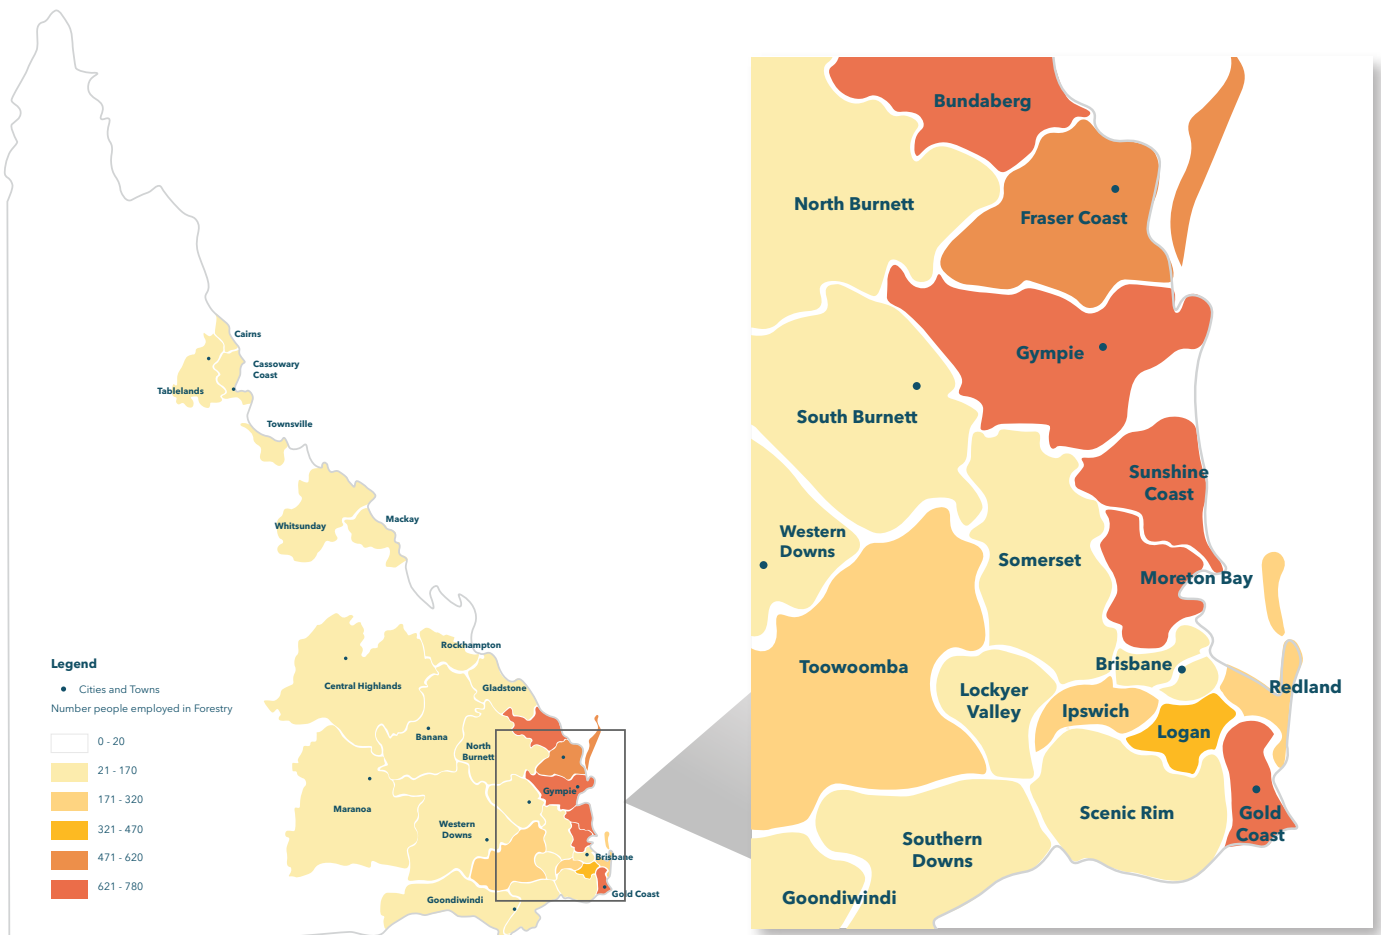 Cairns
Cassowary
Coast
Tablelands
Townsville
Whitsunday
Mackay
Rockhampton
Central Highlands
Gladstone
Banana
North
Burnett
Gympie
Maranoa
Western
Downs
Brisbane
Goondiwindi
Gold Coast
Legend
Cities and Towns
Number people employed in Forestry
0 - 20
21 - 170
171 - 320
321 - 470
471 - 620
621 - 780
Bundaberg
North Burnett
Fraser Coast
Gympie
South Burnett
Sunshine
Coast
Western
Downs
Somerset
Moreton Bay
Toowoomba
Brisbane
Redland
Lockyer
Valley
Ipswich
Logan
Scenic Rim
Gold
Coast
Southern
Downs
Goondiwindi